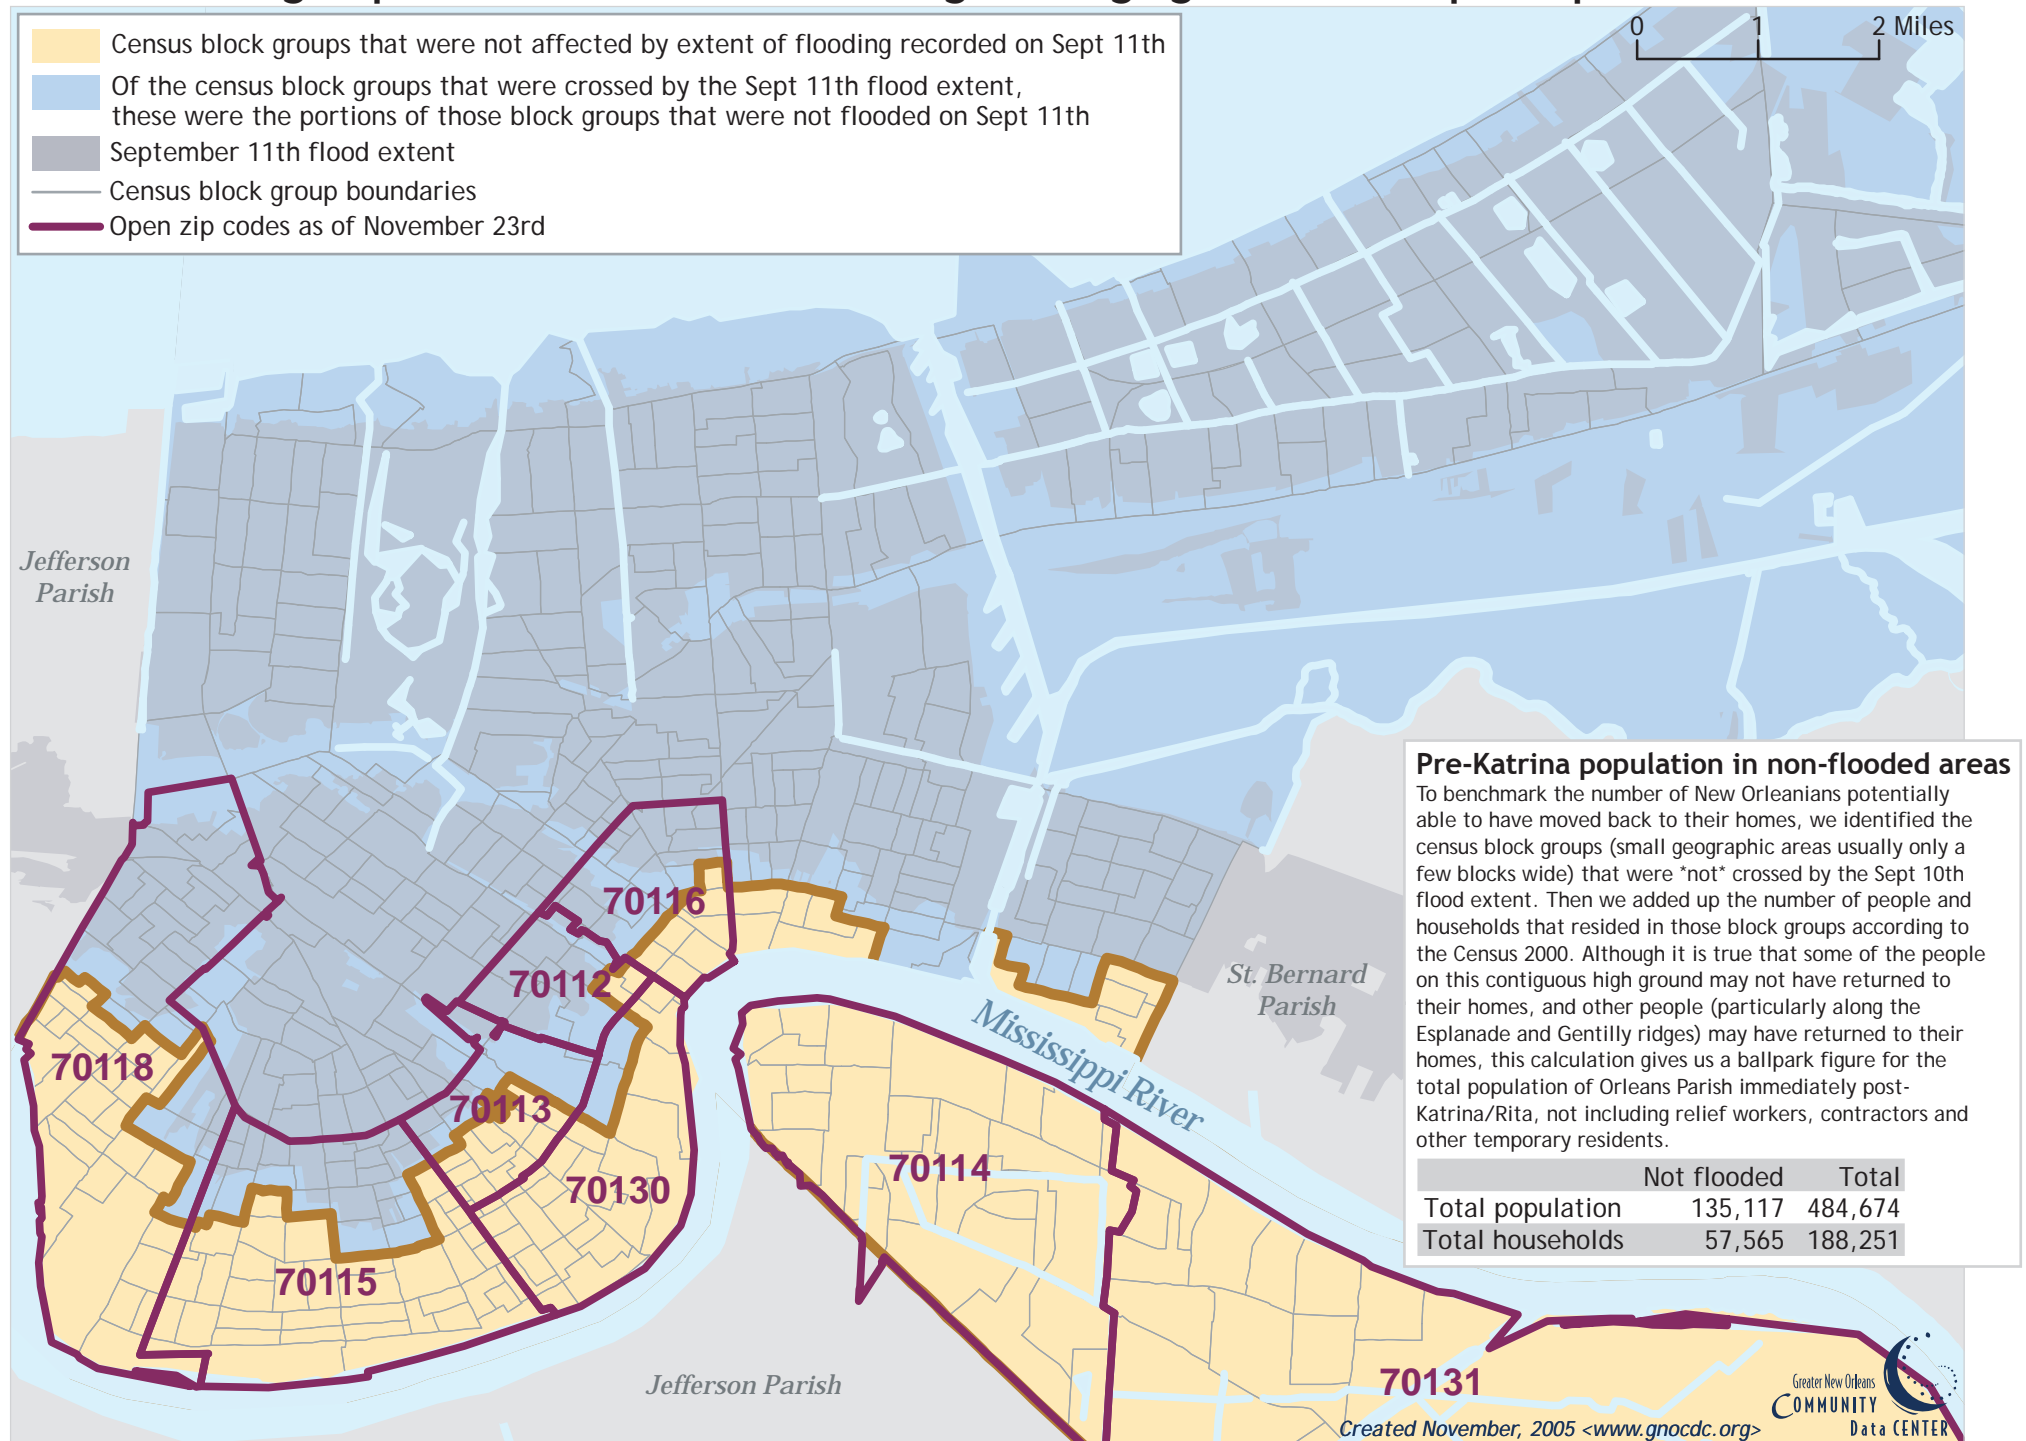 0 1 2 Miles
Census block groups that were not affected by extent of flooding recorded on Sept 11th
Of the census block groups that were crossed by the Sept 11th flood extent,
these were the portions of those block groups that were not flooded on Sept 11th
September 11th flood extent
Census block group boundaries
Open zip codes as of November 23rd
Jefferson
Parish
Pre-Katrina population in non-flooded areas
To benchmark the number of New Orleanians potentially
able to have moved back to their homes, we identified the
census block groups (small geographic areas usually only a
few blocks wide) that were *not* crossed by the Sept 10th
flood extent. Then we added up the number of people and
households that resided in those block groups according to
the Census 2000. Although it is true that some of the people
on this contiguous high ground may not have returned to
their homes, and other people (particularly along the
Esplanade and Gentilly ridges) may have returned to their
homes, this calculation gives us a ballpark figure for the
total population of Orleans Parish immediately post-
Katrina/Rita, not including relief workers, contractors and
other temporary residents.
Not flooded Total
Total population 135,117 484,674
Total households 57,565 188,251
70116
70112
St. Bernard
Parish
Mississippi River
70118
70113
70114
70130
70115
Jefferson Parish
70131
Greater New Orleans
COMMUNITY
Data CENTER
Created November, 2005 <www.gnocdc.org>